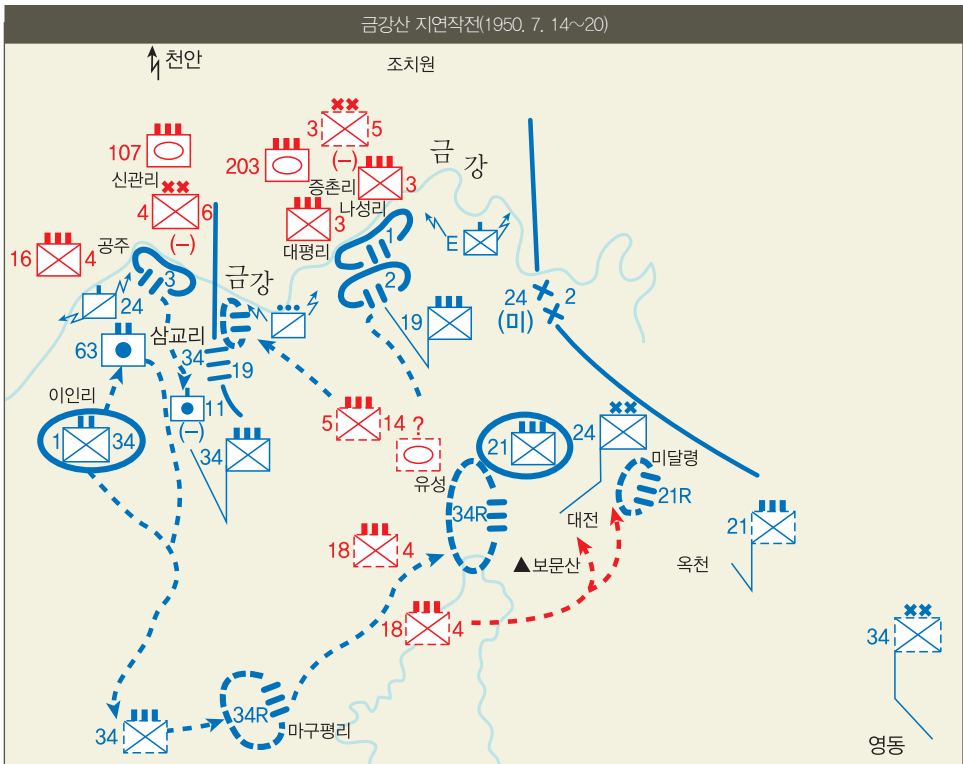 금강산 지연작전(1950. 7. 14~20)
천안
조치원
3 5
(-)
107
203
금
강
신관리
증촌리
3
나성리
4 6
(-)
3
대평리
1
E
16 4
공주
3
금강
2
24 2
(미)
24
19
63
삼교리
34
19
이인리
11
(-)
5 14 ?
1 34
34
21
24
미달령
유성
34R
21R
대전
21
18 4
▲보문산
옥천
18 4
34
34R
마구평리
34
영동